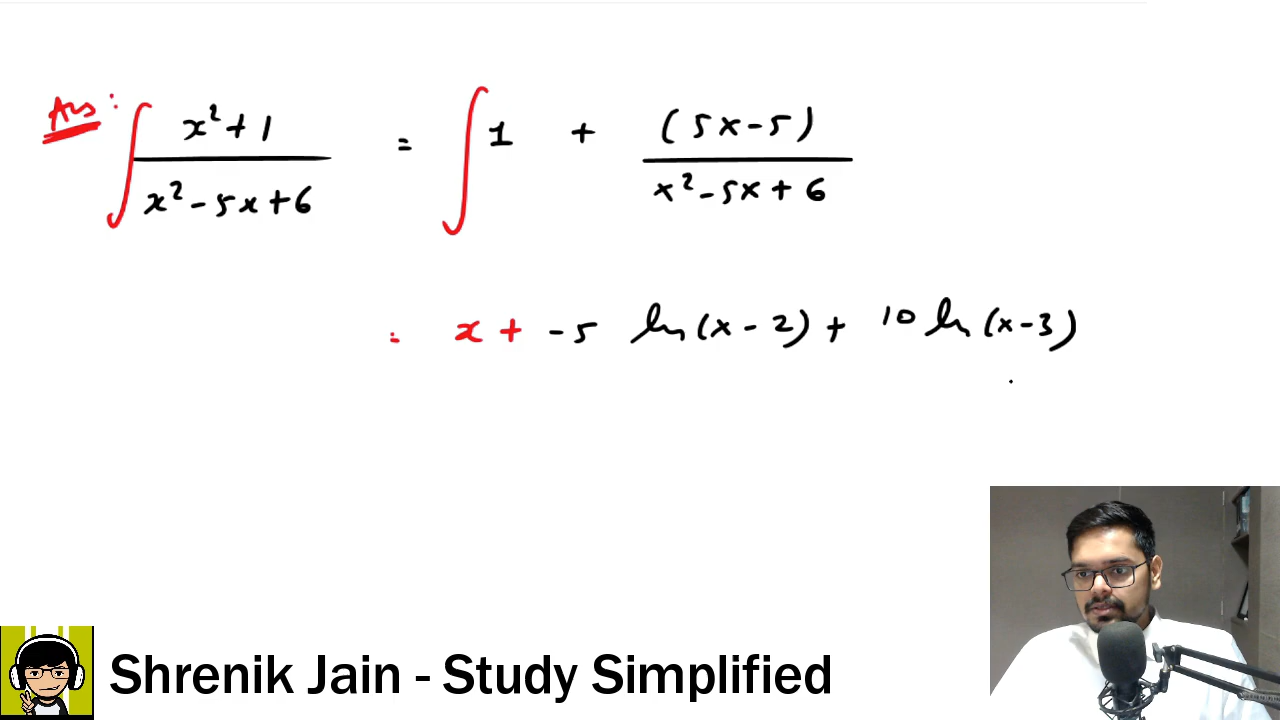 Ans: ∫ x²+1 / x²-5x+6 = ∫ 1 + (5x-5) / x²-5x+6
= x + -5 ln(x-2) + 10 ln(x-3)
Shrenik Jain - Study Simplified